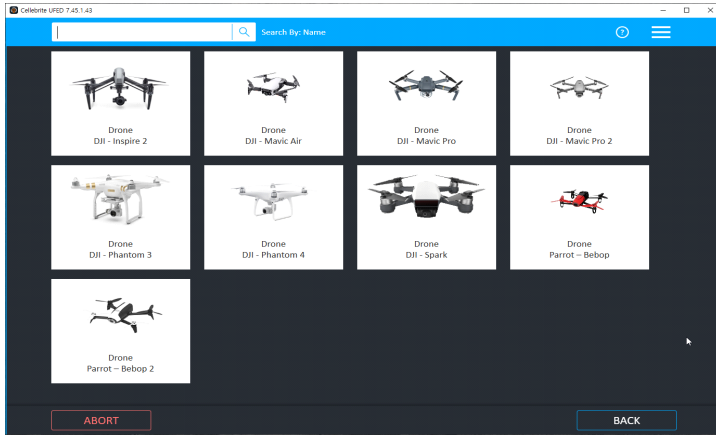 Cellebrite UFED 7.45.1.43
Search By: Name
?
Drone
DJI - Inspire 2
Drone
DJI - Mavic Air
Drone
DJI - Mavic Pro
Drone
DJI - Mavic Pro 2
Drone
DJI - Phantom 3
Drone
DJI - Phantom 4
Drone
DJI - Spark
Drone
Parrot – Bebop
Drone
Parrot – Bebop 2
ABORT
BACK